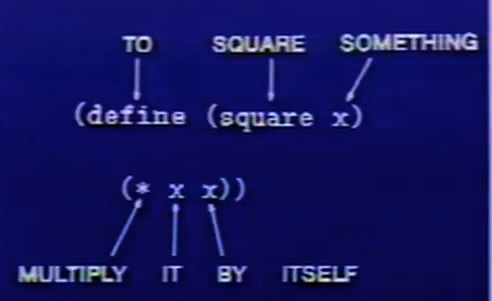 TO SQUARE SOMETHING
(define (square x)
(* x x))
MULTIPLY IT BY ITSELF